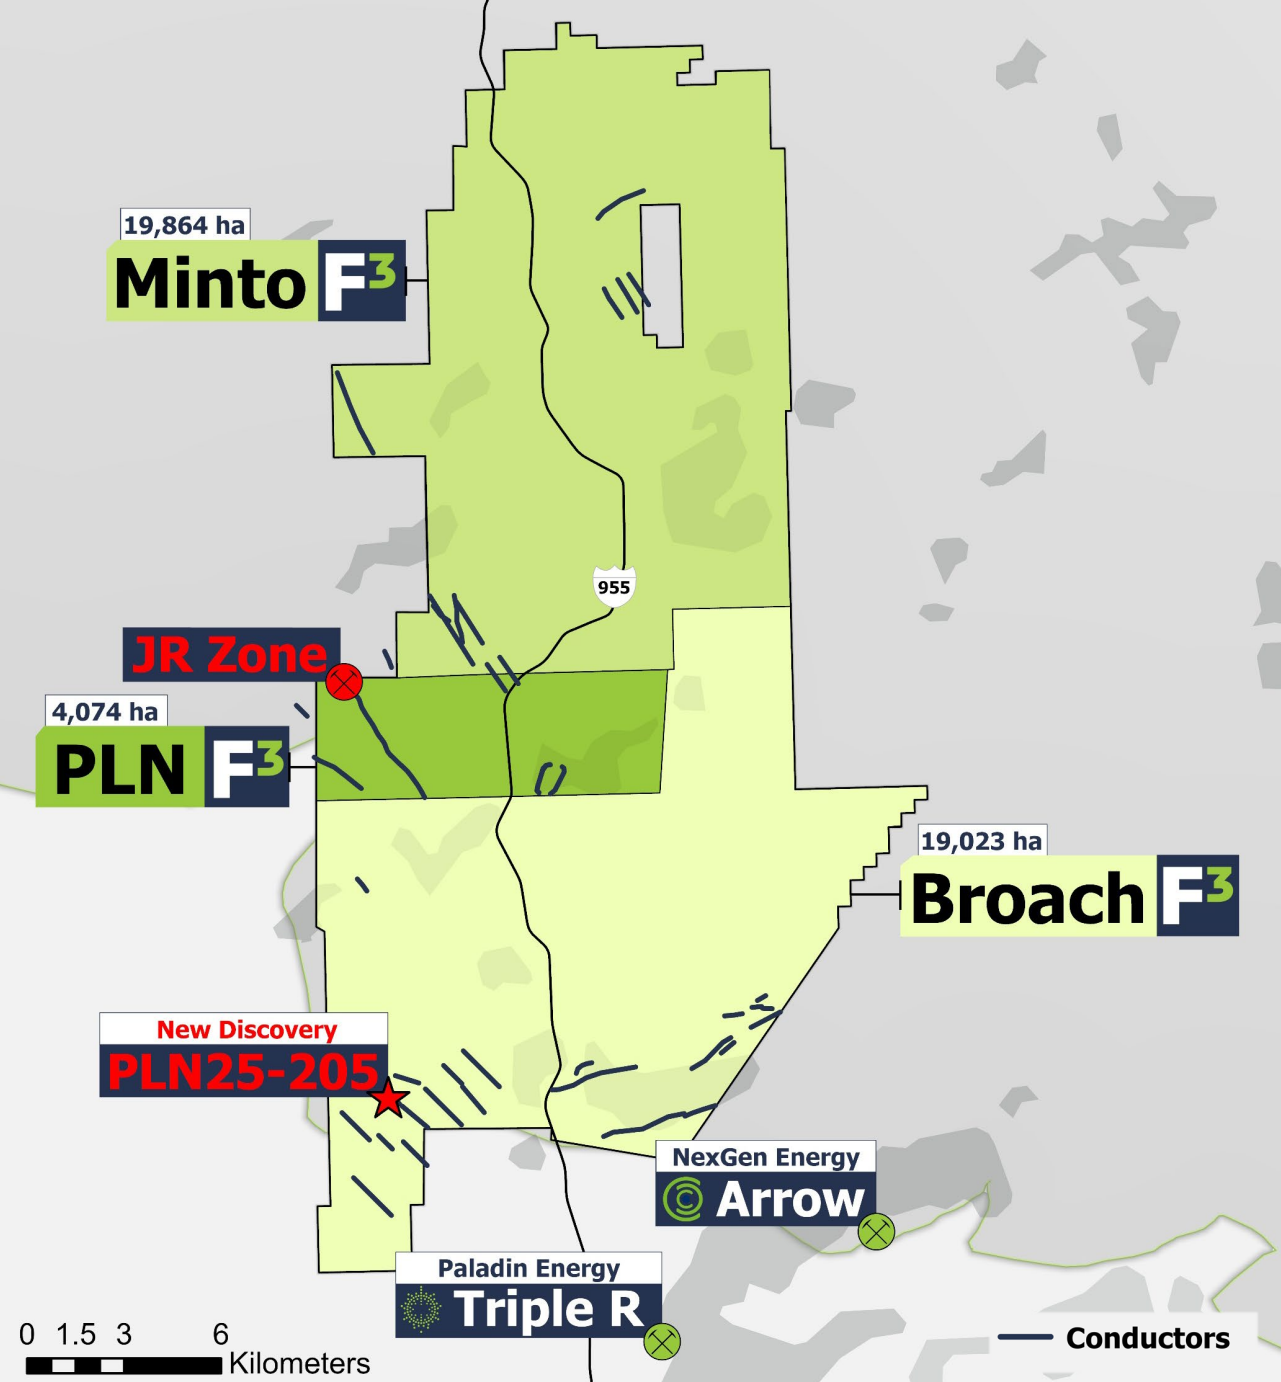 19,864 ha
Minto F3
955
JR Zone
4,074 ha
PLN F3
19,023 ha
Broach F3
New Discovery
PLN25-205
NexGen Energy
Arrow
Paladin Energy
Triple R
0 1.5 3 6
Kilometers
Conductors